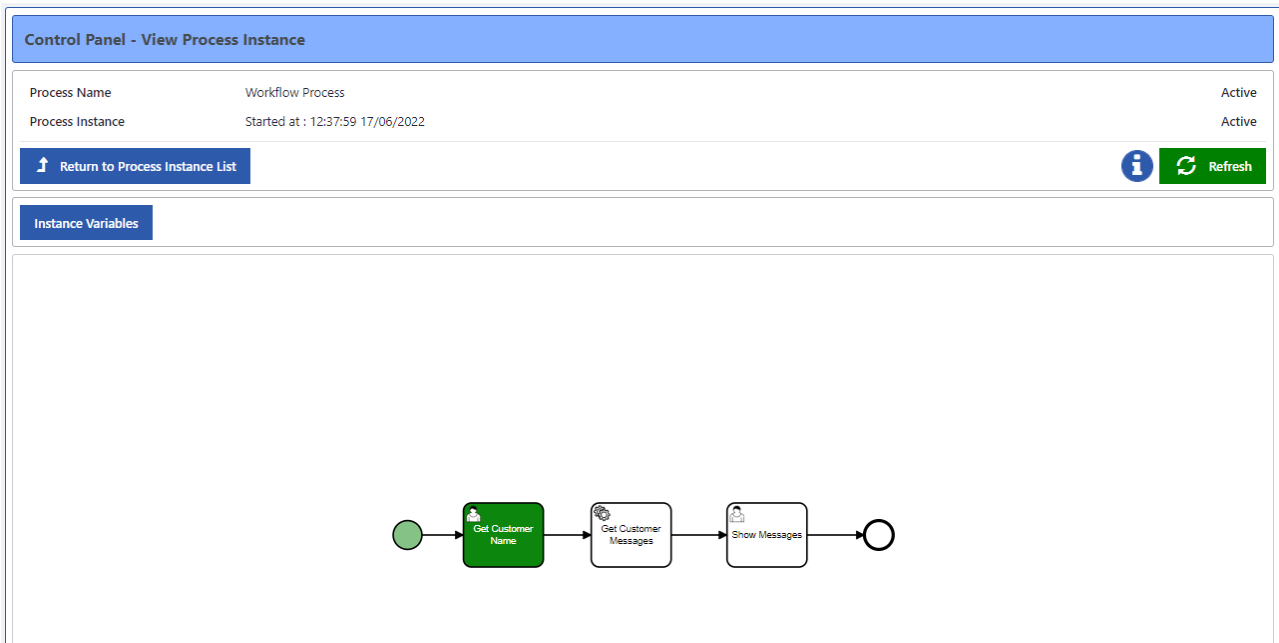 Control Panel - View Process Instance
Process Name Workflow Process Active
Process Instance Started at : 12:37:59 17/06/2022 Active
Return to Process Instance List Refresh
Instance Variables
Get Customer
Name
Get Customer
Messages
Show Messages